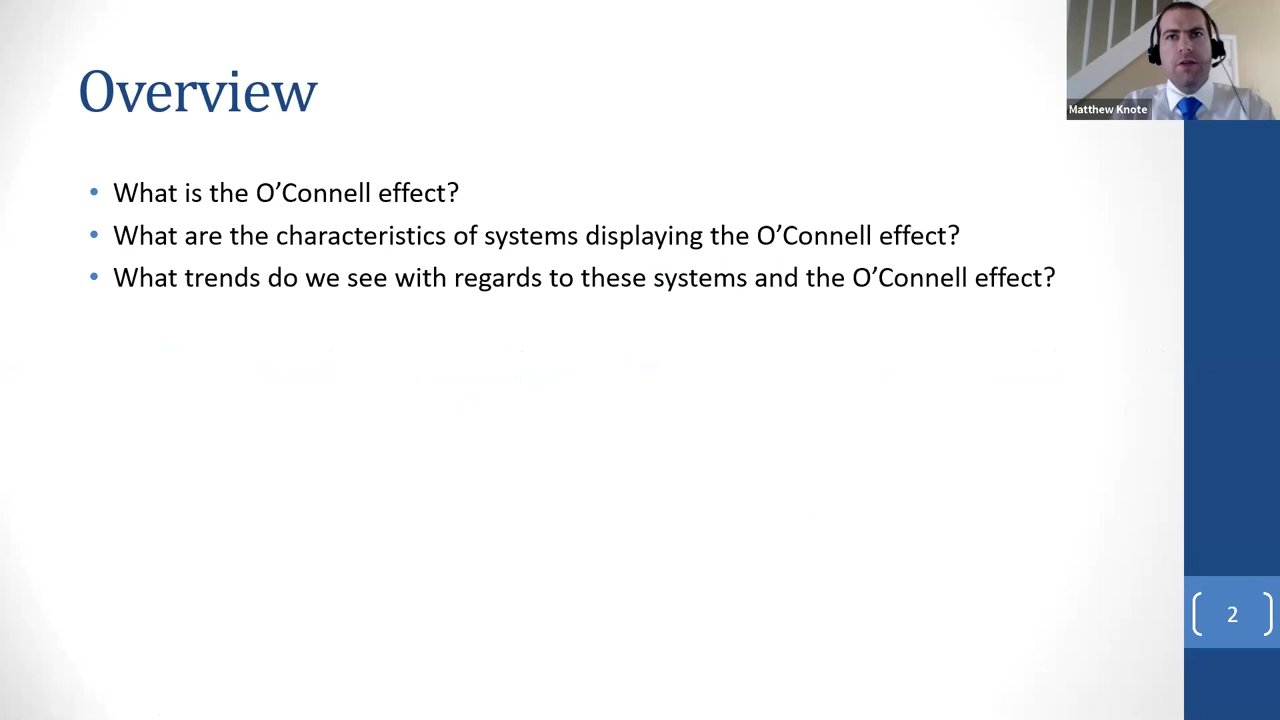 Overview
Matthew Knote
• What is the O’Connell effect?
• What are the characteristics of systems displaying the O’Connell effect?
• What trends do we see with regards to these systems and the O’Connell effect?
2